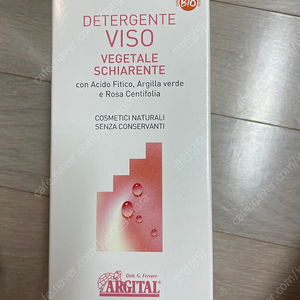 BIO
DETERGENTE
VISO
VEGETALE
SCHIARENTE
con Acido Fitico, Argilla verde
e Rosa Centifolia
COSMETICI NATURALI
SENZA CONSERVANTI
Dott. G. Ferraro
ARGITAL